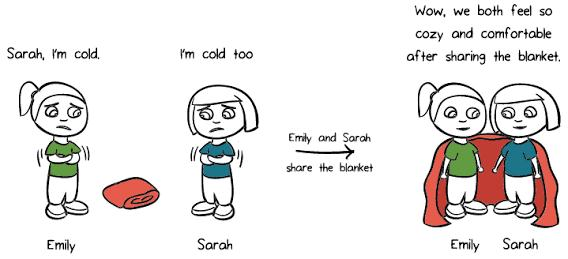 Sarah, I'm cold.
I'm cold too
Emily
Sarah
Emily and Sarah
share the blanket
Wow, we both feel so
cozy and comfortable
after sharing the blanket.
Emily
Sarah